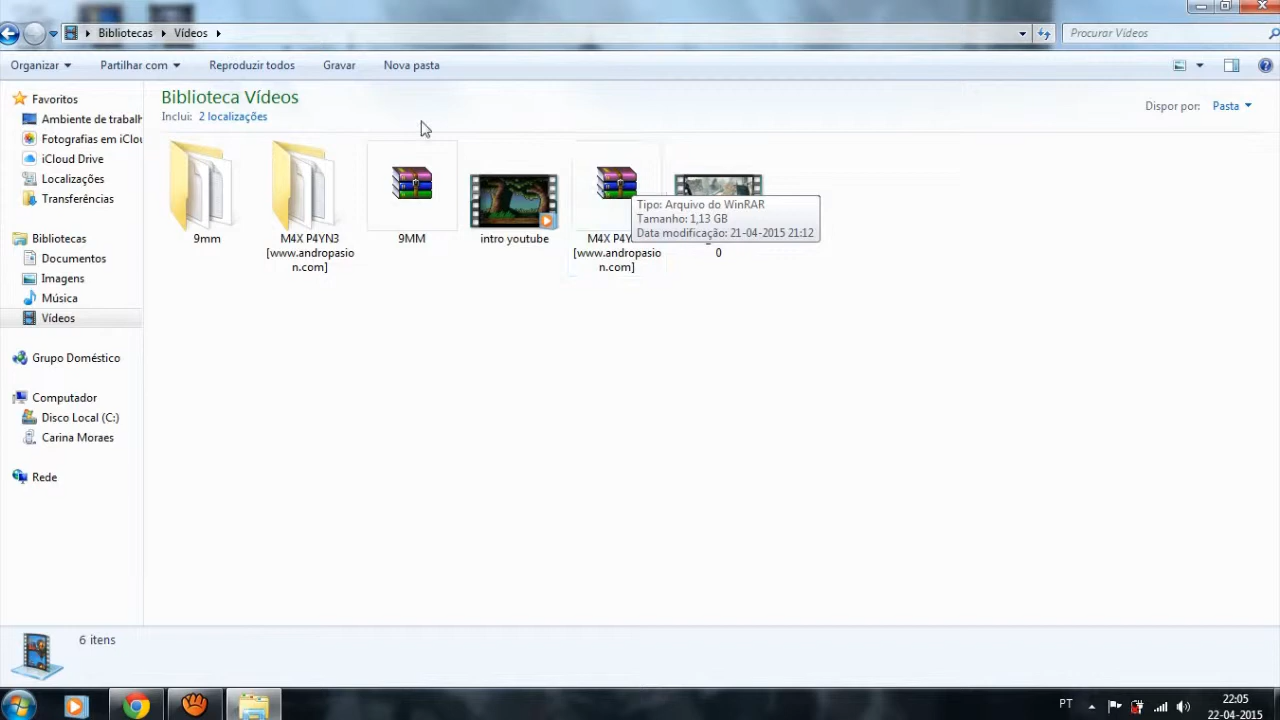 Bibliotecas
Vídeos
Procurar Vídeos
Organizar
Partilhar com
Reproduzir todos
Gravar
Nova pasta
Favoritos
Ambiente de trabalh
Fotografias em iClou
iCloud Drive
Localizações
Transferências
Bibliotecas
Documentos
Imagens
Música
Vídeos
Grupo Doméstico
Computador
Disco Local (C:)
Carina Moraes
Rede
Biblioteca Vídeos
Inclui: 2 localizações
Dispor por: Pasta
9mm
M4X P4YN3
[www.andropasio
n.com]
9MM
intro youtube
M4X P4Y
[www.andropasio
n.com]
0
Tipo: Arquivo do WinRAR
Tamanho: 1,13 GB
Data modificação: 21-04-2015 21:12
6 itens
PT
22:05
22-04-2015